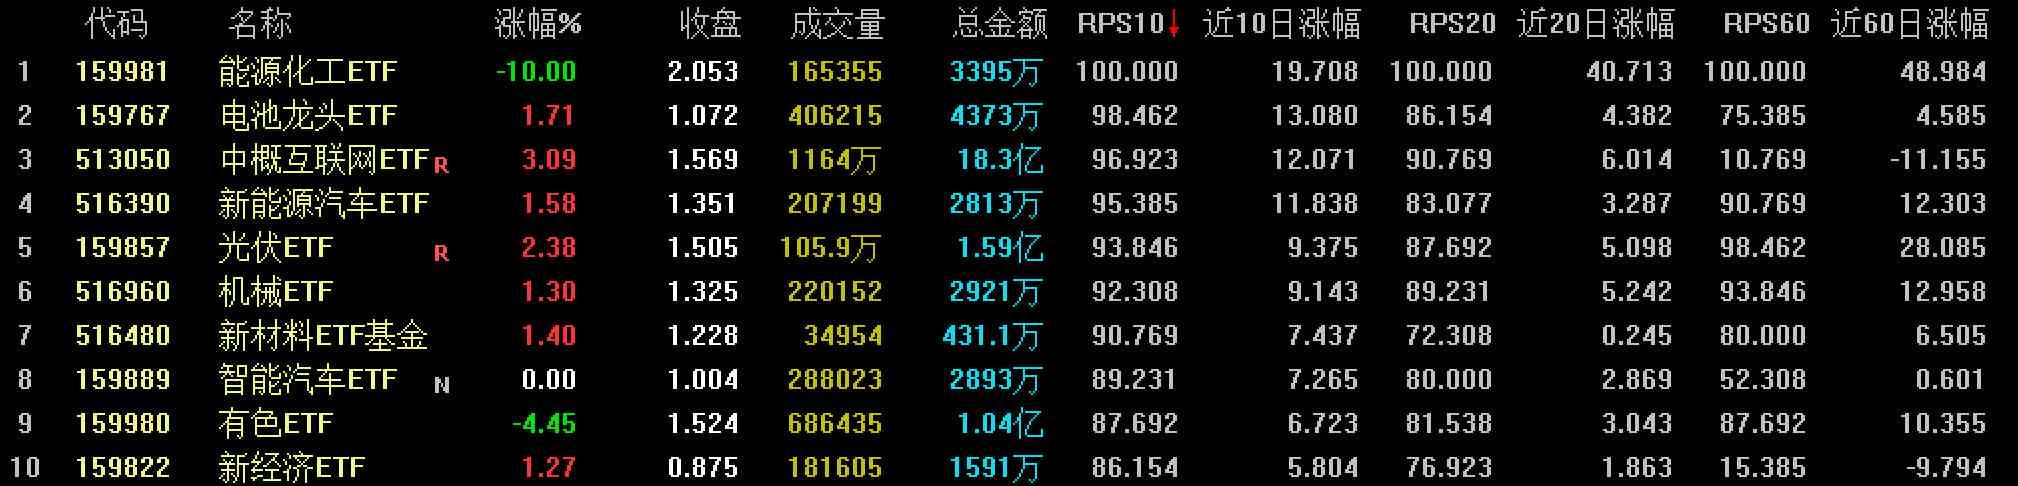 代码 名称 涨幅% 收盘 成交量 总金额 RPS10↓ 近10日涨幅 RPS20 近20日涨幅 RPS60 近60日涨幅
1 159981 能源化工ETF -10.00 2.053 165355 3395万 100.000 19.708 100.000 40.713 100.000 48.984
2 159767 电池龙头ETF 1.71 1.072 406215 4373万 98.462 13.080 86.154 4.382 75.385 4.585
3 513050 中概互联网ETF R 3.09 1.569 1164万 18.3亿 96.923 12.071 90.769 6.014 10.769 -11.155
4 516390 新能源汽车ETF 1.58 1.351 207199 2813万 95.385 11.838 83.077 3.287 90.769 12.303
5 159857 光伏ETF R 2.38 1.505 105.9万 1.59亿 93.846 9.375 87.692 5.098 98.462 28.085
6 516960 机械ETF 1.30 1.325 220152 2921万 92.308 9.143 89.231 5.242 93.846 12.958
7 516480 新材料ETF基金 1.40 1.228 34954 431.1万 90.769 7.437 72.308 0.245 80.000 6.505
8 159889 智能汽车ETF N 0.00 1.004 288023 2893万 89.231 7.265 80.000 2.869 52.308 0.601
9 159980 有色ETF -4.45 1.524 686435 1.04亿 87.692 6.723 81.538 3.043 87.692 10.355
10 159822 新经济ETF 1.27 0.875 181605 1591万 86.154 5.804 76.923 1.863 15.385 -9.794